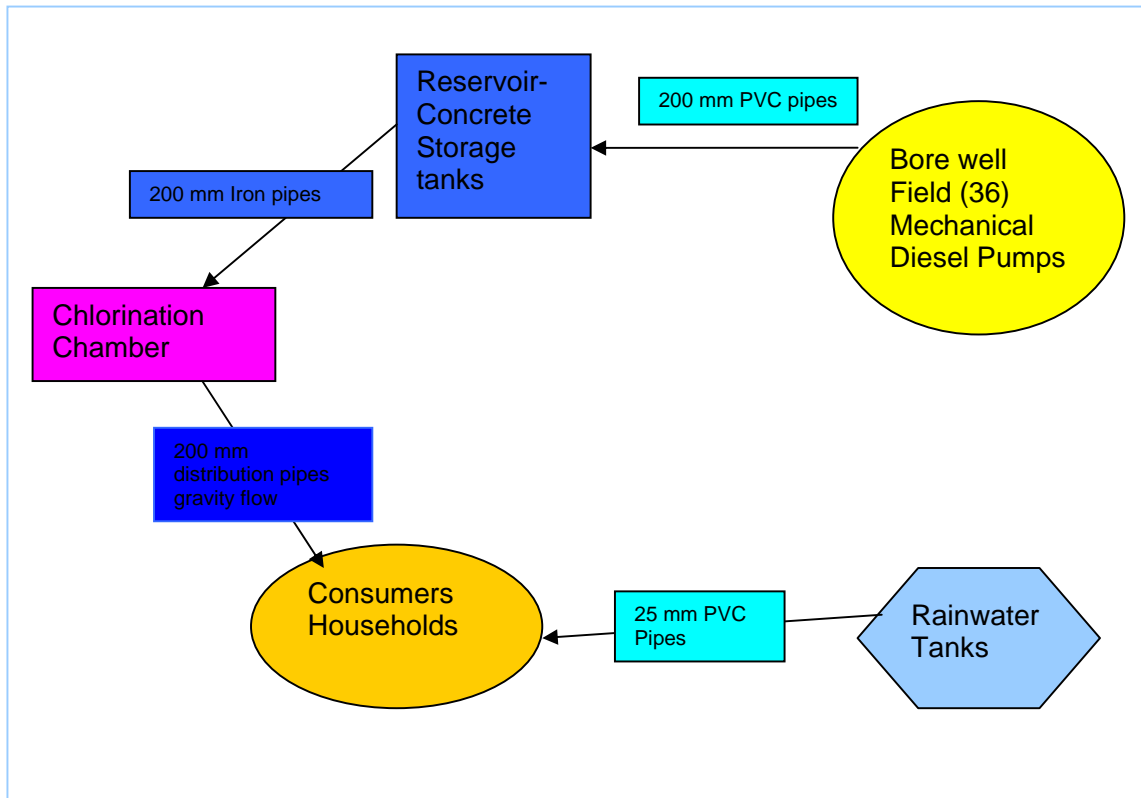 Reservoir-
Concrete
Storage
tanks
200 mm PVC pipes
Bore well
Field (36)
Mechanical
Diesel Pumps
200 mm Iron pipes
Chlorination
Chamber
200 mm
distribution pipes
gravity flow
Consumers
Households
25 mm PVC
Pipes
Rainwater
Tanks